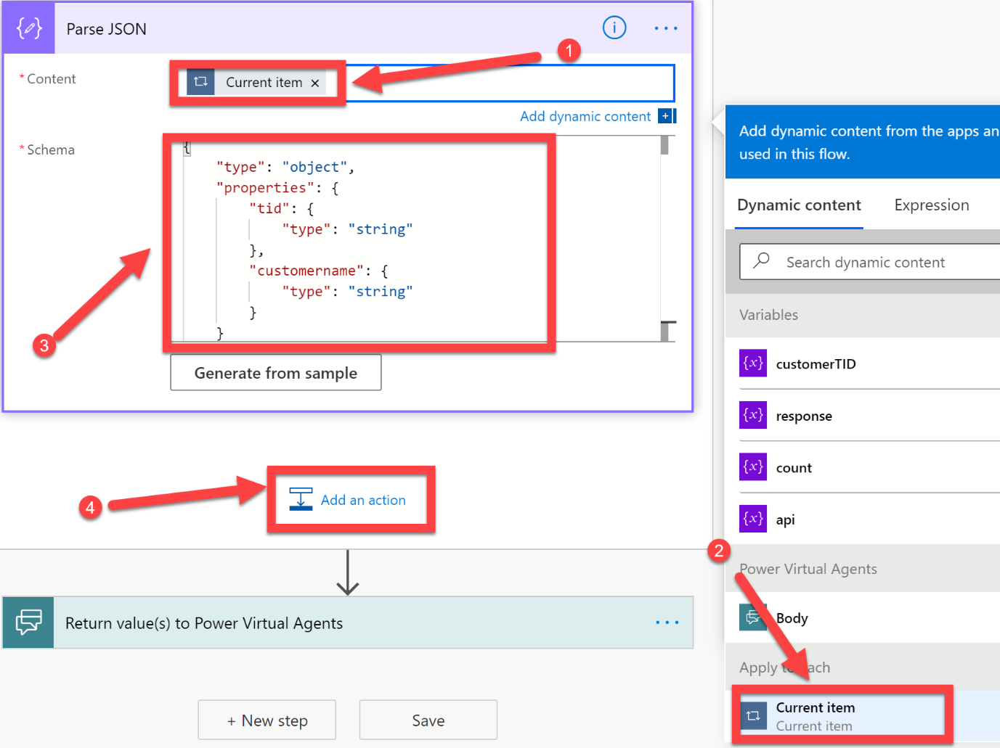 Parse JSON
1
* Content
Current item ×
Add dynamic content +
* Schema
{
"type": "object",
"properties": {
"tid": {
"type": "string"
},
"customername": {
"type": "string"
}
}
3
Generate from sample
4
Add an action
Return value(s) to Power Virtual Agents
+ New step
Save
Add dynamic content from the apps an
used in this flow.
Dynamic content
Expression
Search dynamic content
Variables
{x} customerTID
{x} response
{x} count
{x} api
2
Power Virtual Agents
Body
Apply to each
Current item
Current item